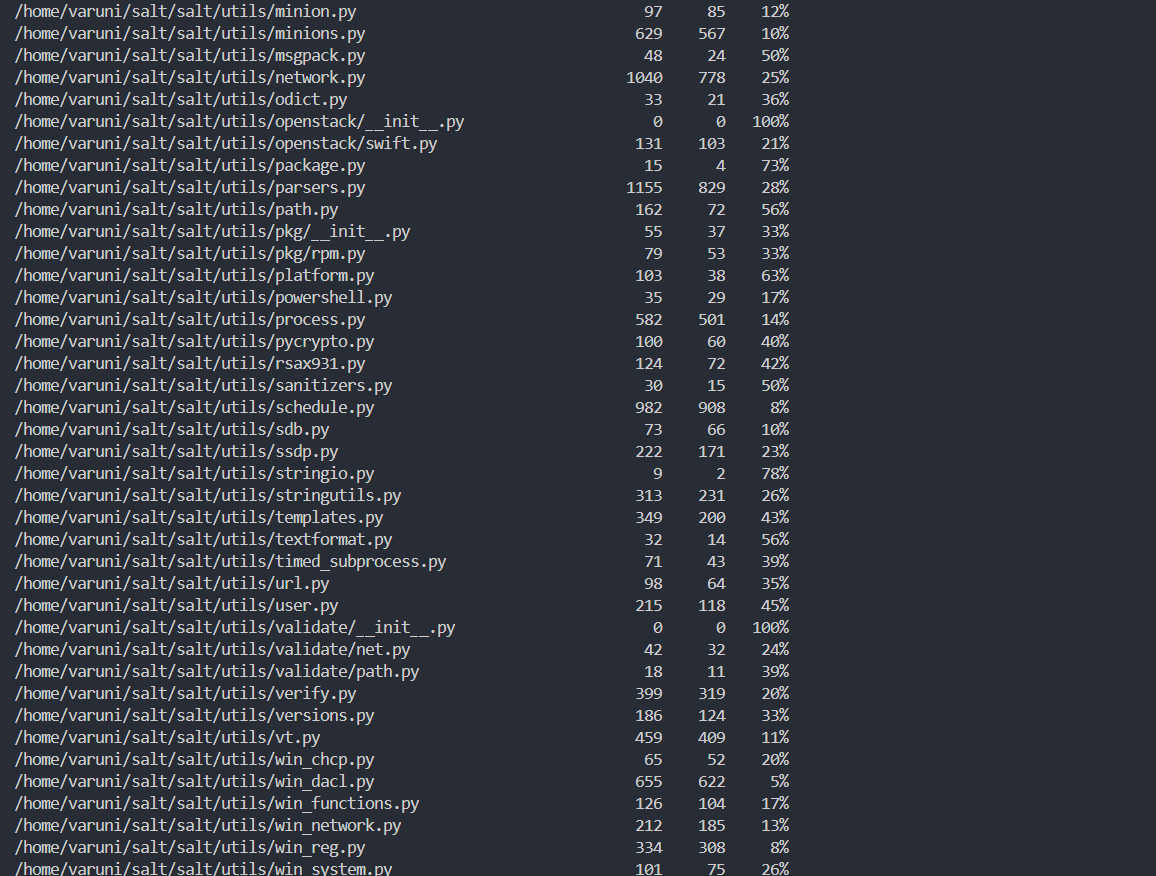 /home/varuni/salt/salt/utils/minion.py 97 85 12%
/home/varuni/salt/salt/utils/minions.py 629 567 10%
/home/varuni/salt/salt/utils/msgpack.py 48 24 50%
/home/varuni/salt/salt/utils/network.py 1040 778 25%
/home/varuni/salt/salt/utils/odict.py 33 21 36%
/home/varuni/salt/salt/utils/openstack/__init__.py 0 0 100%
/home/varuni/salt/salt/utils/openstack/swift.py 131 103 21%
/home/varuni/salt/salt/utils/package.py 15 4 73%
/home/varuni/salt/salt/utils/parsers.py 1155 829 28%
/home/varuni/salt/salt/utils/path.py 162 72 56%
/home/varuni/salt/salt/utils/pkg/__init__.py 55 37 33%
/home/varuni/salt/salt/utils/pkg/rpm.py 79 53 33%
/home/varuni/salt/salt/utils/platform.py 103 38 63%
/home/varuni/salt/salt/utils/powershell.py 35 29 17%
/home/varuni/salt/salt/utils/process.py 582 501 14%
/home/varuni/salt/salt/utils/pycrypto.py 100 60 40%
/home/varuni/salt/salt/utils/rsax931.py 124 72 42%
/home/varuni/salt/salt/utils/sanitizers.py 30 15 50%
/home/varuni/salt/salt/utils/schedule.py 982 908 8%
/home/varuni/salt/salt/utils/sdb.py 73 66 10%
/home/varuni/salt/salt/utils/ssdp.py 222 171 23%
/home/varuni/salt/salt/utils/stringio.py 9 2 78%
/home/varuni/salt/salt/utils/stringutils.py 313 231 26%
/home/varuni/salt/salt/utils/templates.py 349 200 43%
/home/varuni/salt/salt/utils/textformat.py 32 14 56%
/home/varuni/salt/salt/utils/timed_subprocess.py 71 43 39%
/home/varuni/salt/salt/utils/url.py 98 64 35%
/home/varuni/salt/salt/utils/user.py 215 118 45%
/home/varuni/salt/salt/utils/validate/__init__.py 0 0 100%
/home/varuni/salt/salt/utils/validate/net.py 42 32 24%
/home/varuni/salt/salt/utils/validate/path.py 18 11 39%
/home/varuni/salt/salt/utils/verify.py 399 319 20%
/home/varuni/salt/salt/utils/versions.py 186 124 33%
/home/varuni/salt/salt/utils/vt.py 459 409 11%
/home/varuni/salt/salt/utils/win_chcp.py 65 52 20%
/home/varuni/salt/salt/utils/win_dacl.py 655 622 5%
/home/varuni/salt/salt/utils/win_functions.py 126 104 17%
/home/varuni/salt/salt/utils/win_network.py 212 185 13%
/home/varuni/salt/salt/utils/win_reg.py 334 308 8%
/home/varuni/salt/salt/utils/win_system.py 101 75 26%